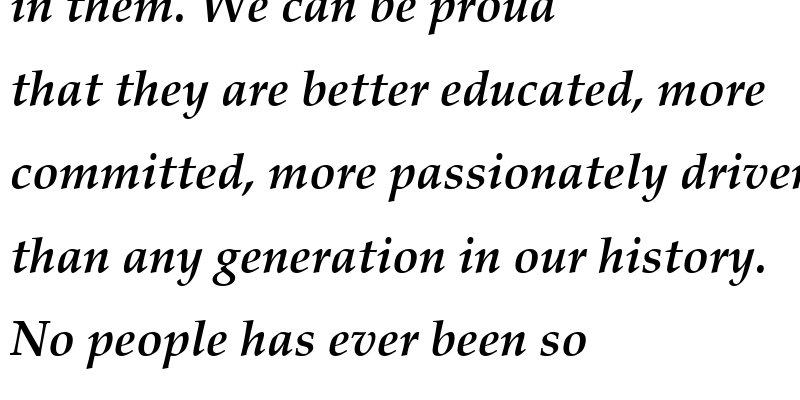 in them. We can be proud
that they are better educated, more
committed, more passionately driven
than any generation in our history.
No people has ever been so